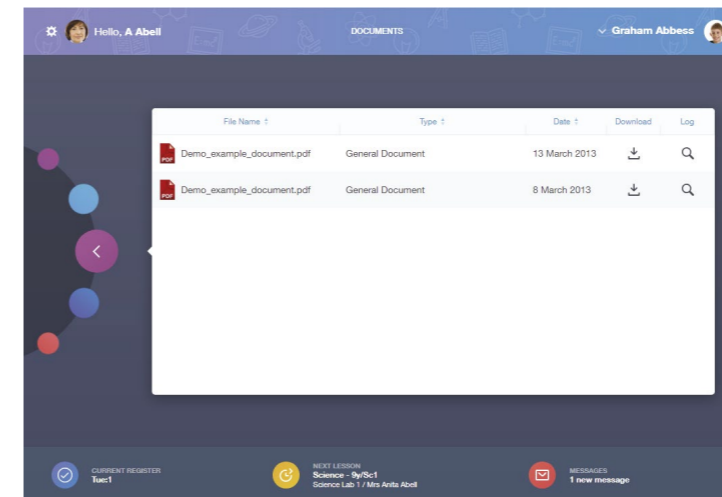 Hello, A Abell
DOCUMENTS
Graham Abbess
File Name Type Date Download Log
PDF Demo_example_document.pdf General Document 13 March 2013
PDF Demo_example_document.pdf General Document 8 March 2013
CURRENT REGISTER
Tue:1
NEXT LESSON
Science - 9y/Sc1
Science Lab 1 / Mrs Anita Abell
MESSAGES
1 new message